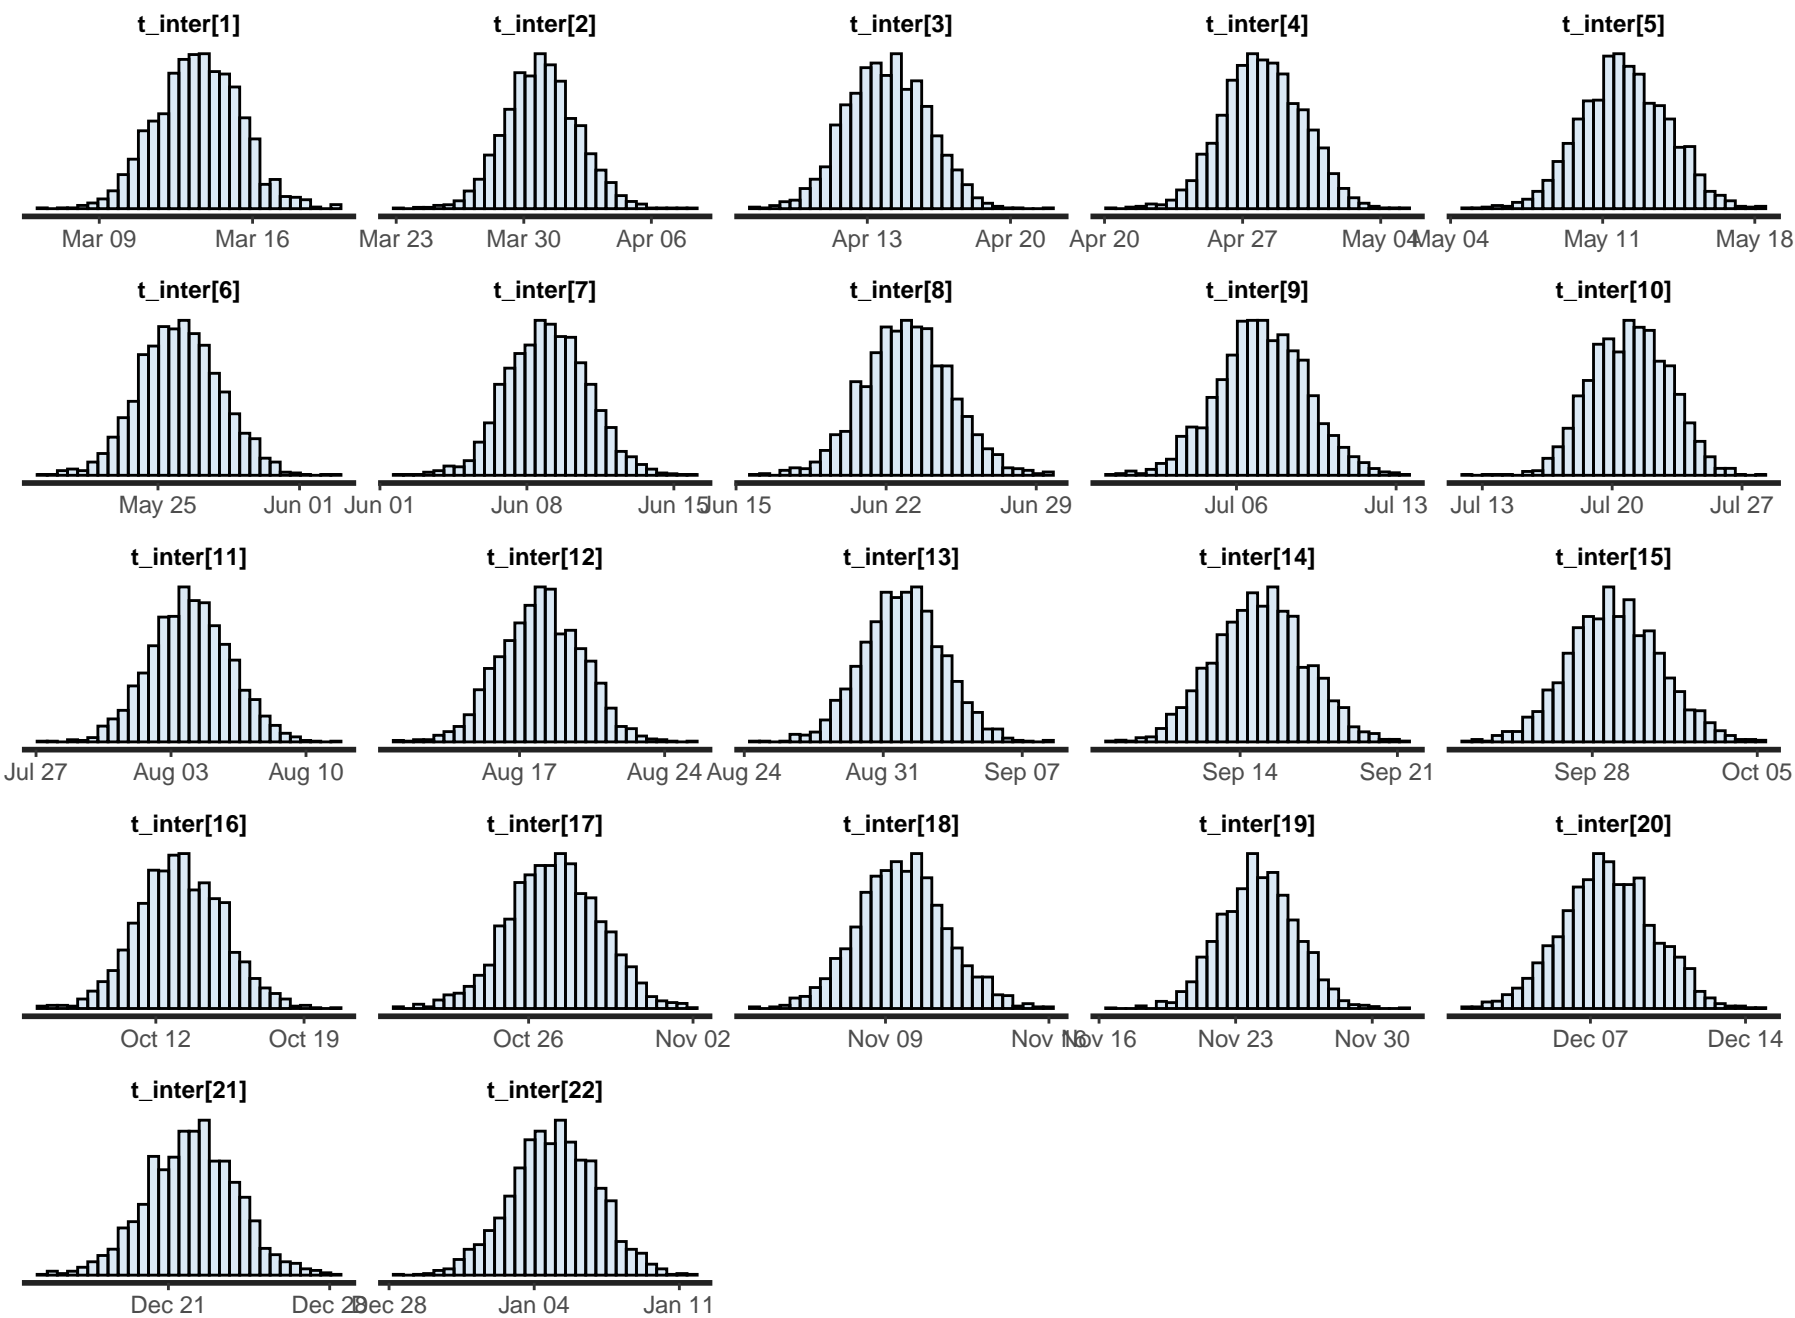 t_inter[1] t_inter[2] t_inter[3] t_inter[4] t_inter[5]
Mar 09 Mar 16 Mar 23 Mar 30 Apr 06 Apr 13 Apr 20 Apr 20 Apr 27 May 04 May 04 May 11 May 18
t_inter[6] t_inter[7] t_inter[8] t_inter[9] t_inter[10]
May 25 Jun 01 Jun 01 Jun 08 Jun 15 Jun 15 Jun 22 Jun 29 Jul 06 Jul 13 Jul 13 Jul 20 Jul 27
t_inter[11] t_inter[12] t_inter[13] t_inter[14] t_inter[15]
Jul 27 Aug 03 Aug 10 Aug 17 Aug 24 Aug 24 Aug 31 Sep 07 Sep 14 Sep 21 Sep 28 Oct 05
t_inter[16] t_inter[17] t_inter[18] t_inter[19] t_inter[20]
Oct 12 Oct 19 Oct 26 Nov 02 Nov 09 Nov 16 Nov 16 Nov 23 Nov 30 Dec 07 Dec 14
t_inter[21] t_inter[22]
Dec 21 Dec 28 Dec 28 Jan 04 Jan 11